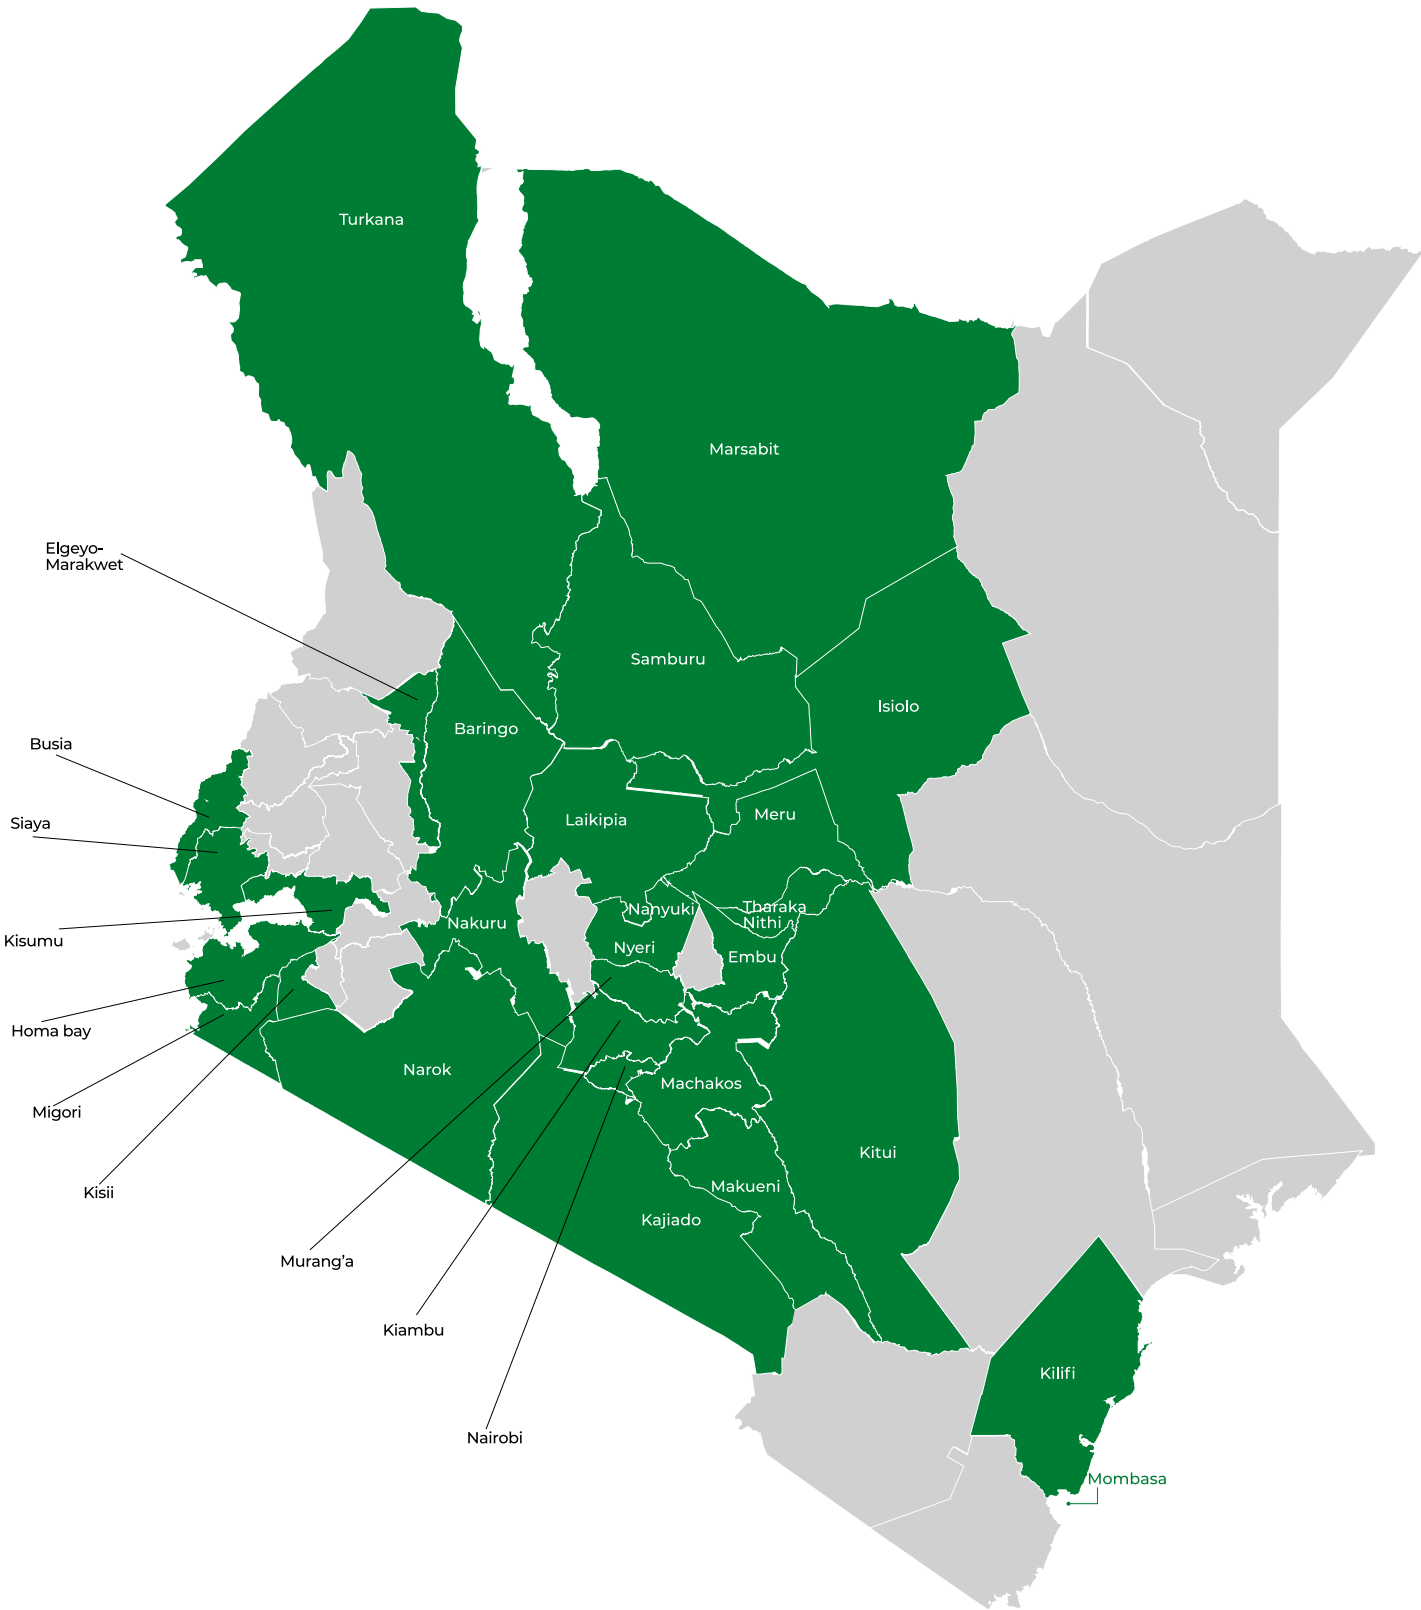 Turkana
Marsabit
Elgeyo-
Marakwet
Samburu
Isiolo
Baringo
Busia
Siaya
Laikipia
Meru
Kisumu
Nakuru
Nanyuki
Tharaka
Nithi
Nyeri
Embu
Homa bay
Migori
Narok
Machakos
Kitui
Kisii
Makueni
Kajiado
Murang’a
Kiambu
Kilifi
Nairobi
Mombasa